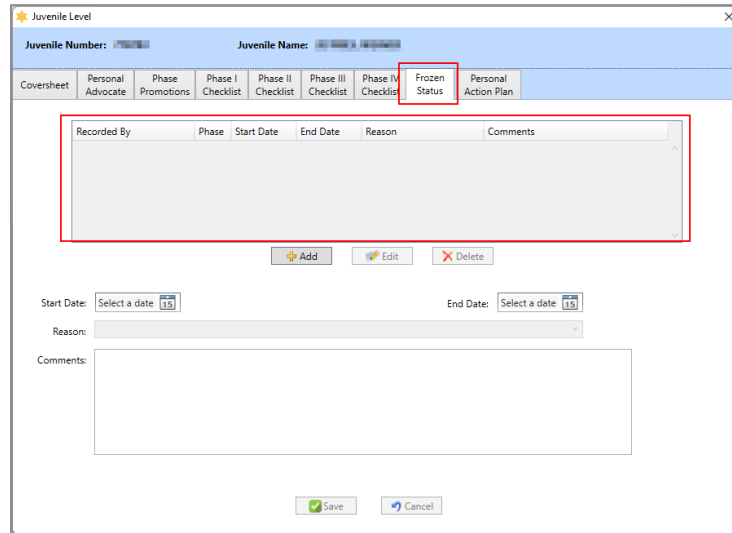 Juvenile Level
Juvenile Number:
Juvenile Name:
Coversheet
Personal
Advocate
Phase
Promotions
Phase I
Checklist
Phase II
Checklist
Phase III
Checklist
Phase IV
Checklist
Frozen
Status
Personal
Action Plan
Recorded By Phase Start Date End Date Reason Comments
Add Edit Delete
Start Date: Select a date 15 End Date: Select a date 15
Reason:
Comments:
Save Cancel